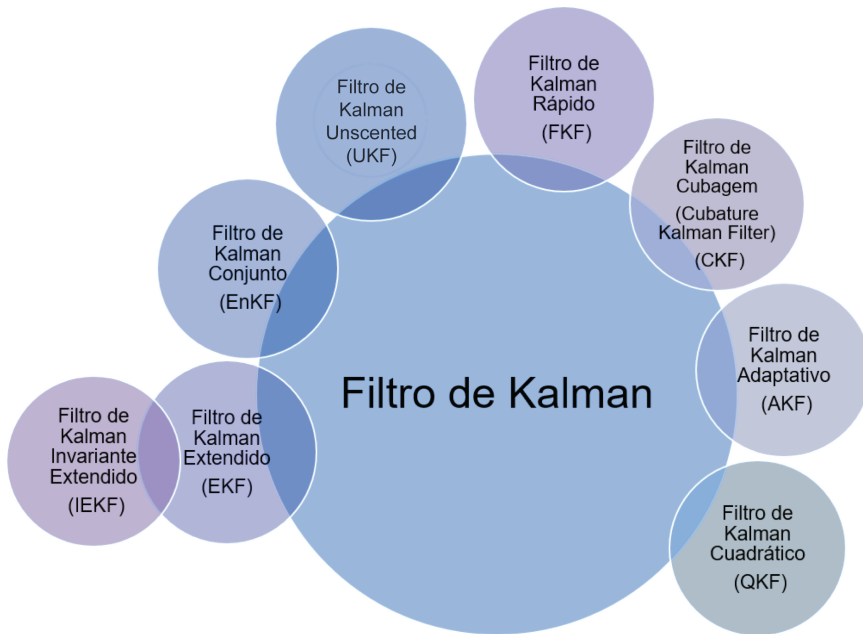 Filtro de
Kalman
Rápido
(FKF)
Filtro de
Kalman
Unscented
(UKF)
Filtro de
Kalman
Cubagem
(Cubature
Kalman Filter)
(CKF)
Filtro de
Kalman
Conjunto
(EnKF)
Filtro de
Kalman
Adaptativo
(AKF)
Filtro de Kalman
Filtro de
Kalman
Invariante
Extendido
(IEKF)
Filtro de
Kalman
Extendido
(EKF)
Filtro de
Kalman
Cuadrático
(QKF)